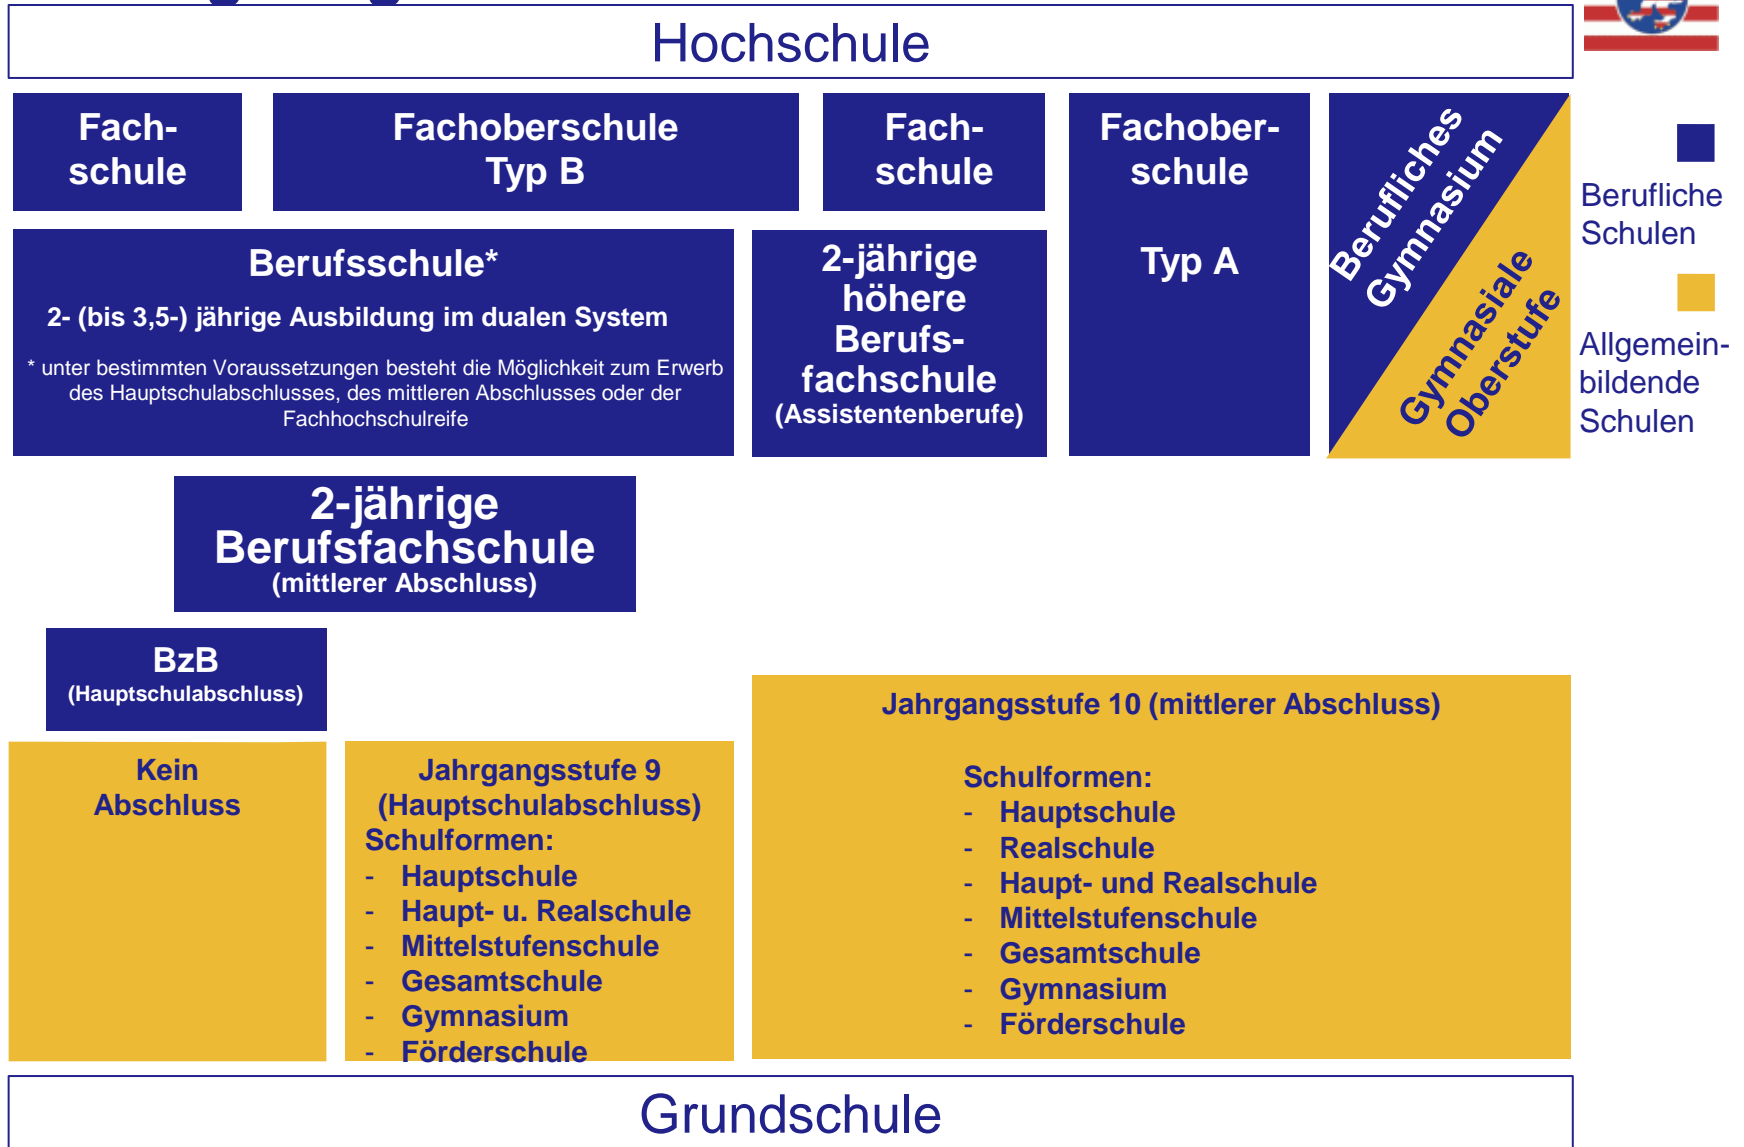 Hochschule
Fach-
schule
Fachoberschule
Typ B
Fach-
schule
Fachober-
schule
Typ A
Berufliches
Gymnasium
Gymnasiale
Oberstufe
Berufliche
Schulen
Allgemein-
bildende
Schulen
Berufsschule*
2- (bis 3,5-) jährige Ausbildung im dualen System
* unter bestimmten Voraussetzungen besteht die Möglichkeit zum Erwerb
des Hauptschulabschlusses, des mittleren Abschlusses oder der
Fachhochschulreife
2-jährige
höhere
Berufs-
fachschule
(Assistentenberufe)
2-jährige
Berufsfachschule
(mittlerer Abschluss)
BzB
(Hauptschulabschluss)
Kein
Abschluss
Jahrgangsstufe 9
(Hauptschulabschluss)
Schulformen:
- Hauptschule
- Haupt- u. Realschule
- Mittelstufenschule
- Gesamtschule
- Gymnasium
- Förderschule
Jahrgangsstufe 10 (mittlerer Abschluss)
Schulformen:
- Hauptschule
- Realschule
- Haupt- und Realschule
- Mittelstufenschule
- Gesamtschule
- Gymnasium
- Förderschule
Grundschule